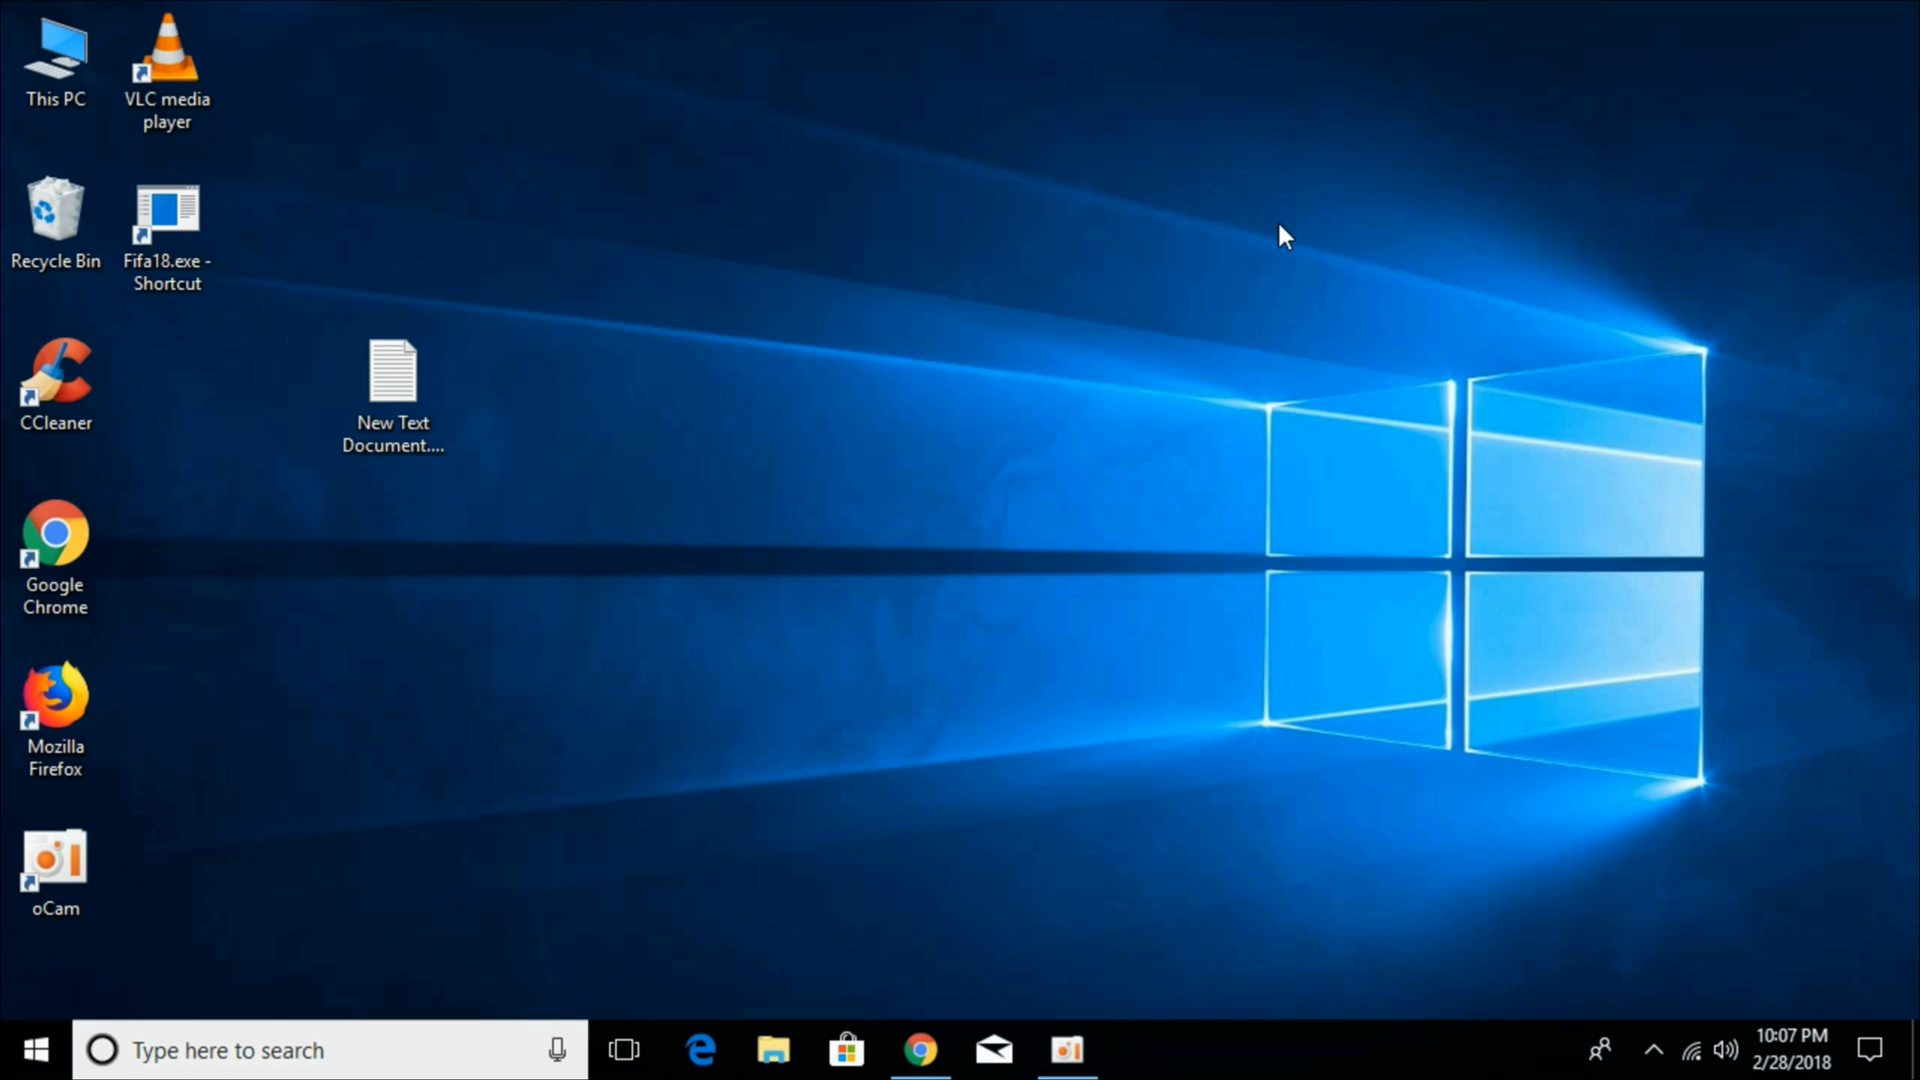 This PC
VLC media
player
Recycle Bin
Fifa18.exe -
Shortcut
CCleaner
New Text
Document....
Google
Chrome
Mozilla
Firefox
oCam
Type here to search
10:07 PM
2/28/2018